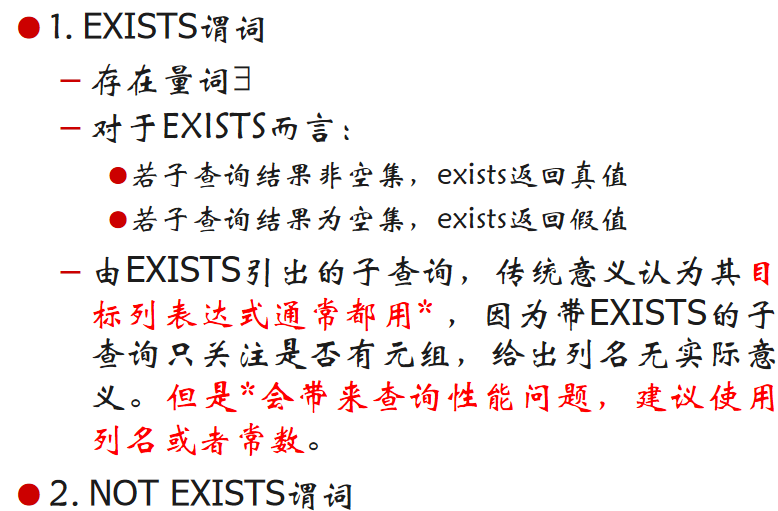 1. EXISTS谓词
– 存在量词∃
– 对于EXISTS而言：
若子查询结果非空集，exists返回真值
若子查询结果为空集，exists返回假值
– 由EXISTS引出的子查询，传统意义认为其目
标列表达式通常都用*，因为带EXISTS的子
查询只关注是否有元组，给出列名无实际意
义。但是*会带来查询性能问题，建议使用
列名或者常数。
2. NOT EXISTS谓词